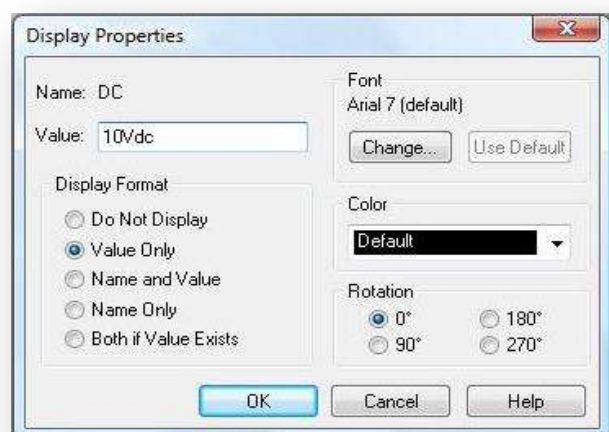 Display Properties
Name: DC
Value: 10Vdc
Display Format
Do Not Display
Value Only
Name and Value
Name Only
Both if Value Exists
Font
Arial 7 (default)
Change... Use Default
Color
Default
Rotation
0° 180°
90° 270°
OK Cancel Help